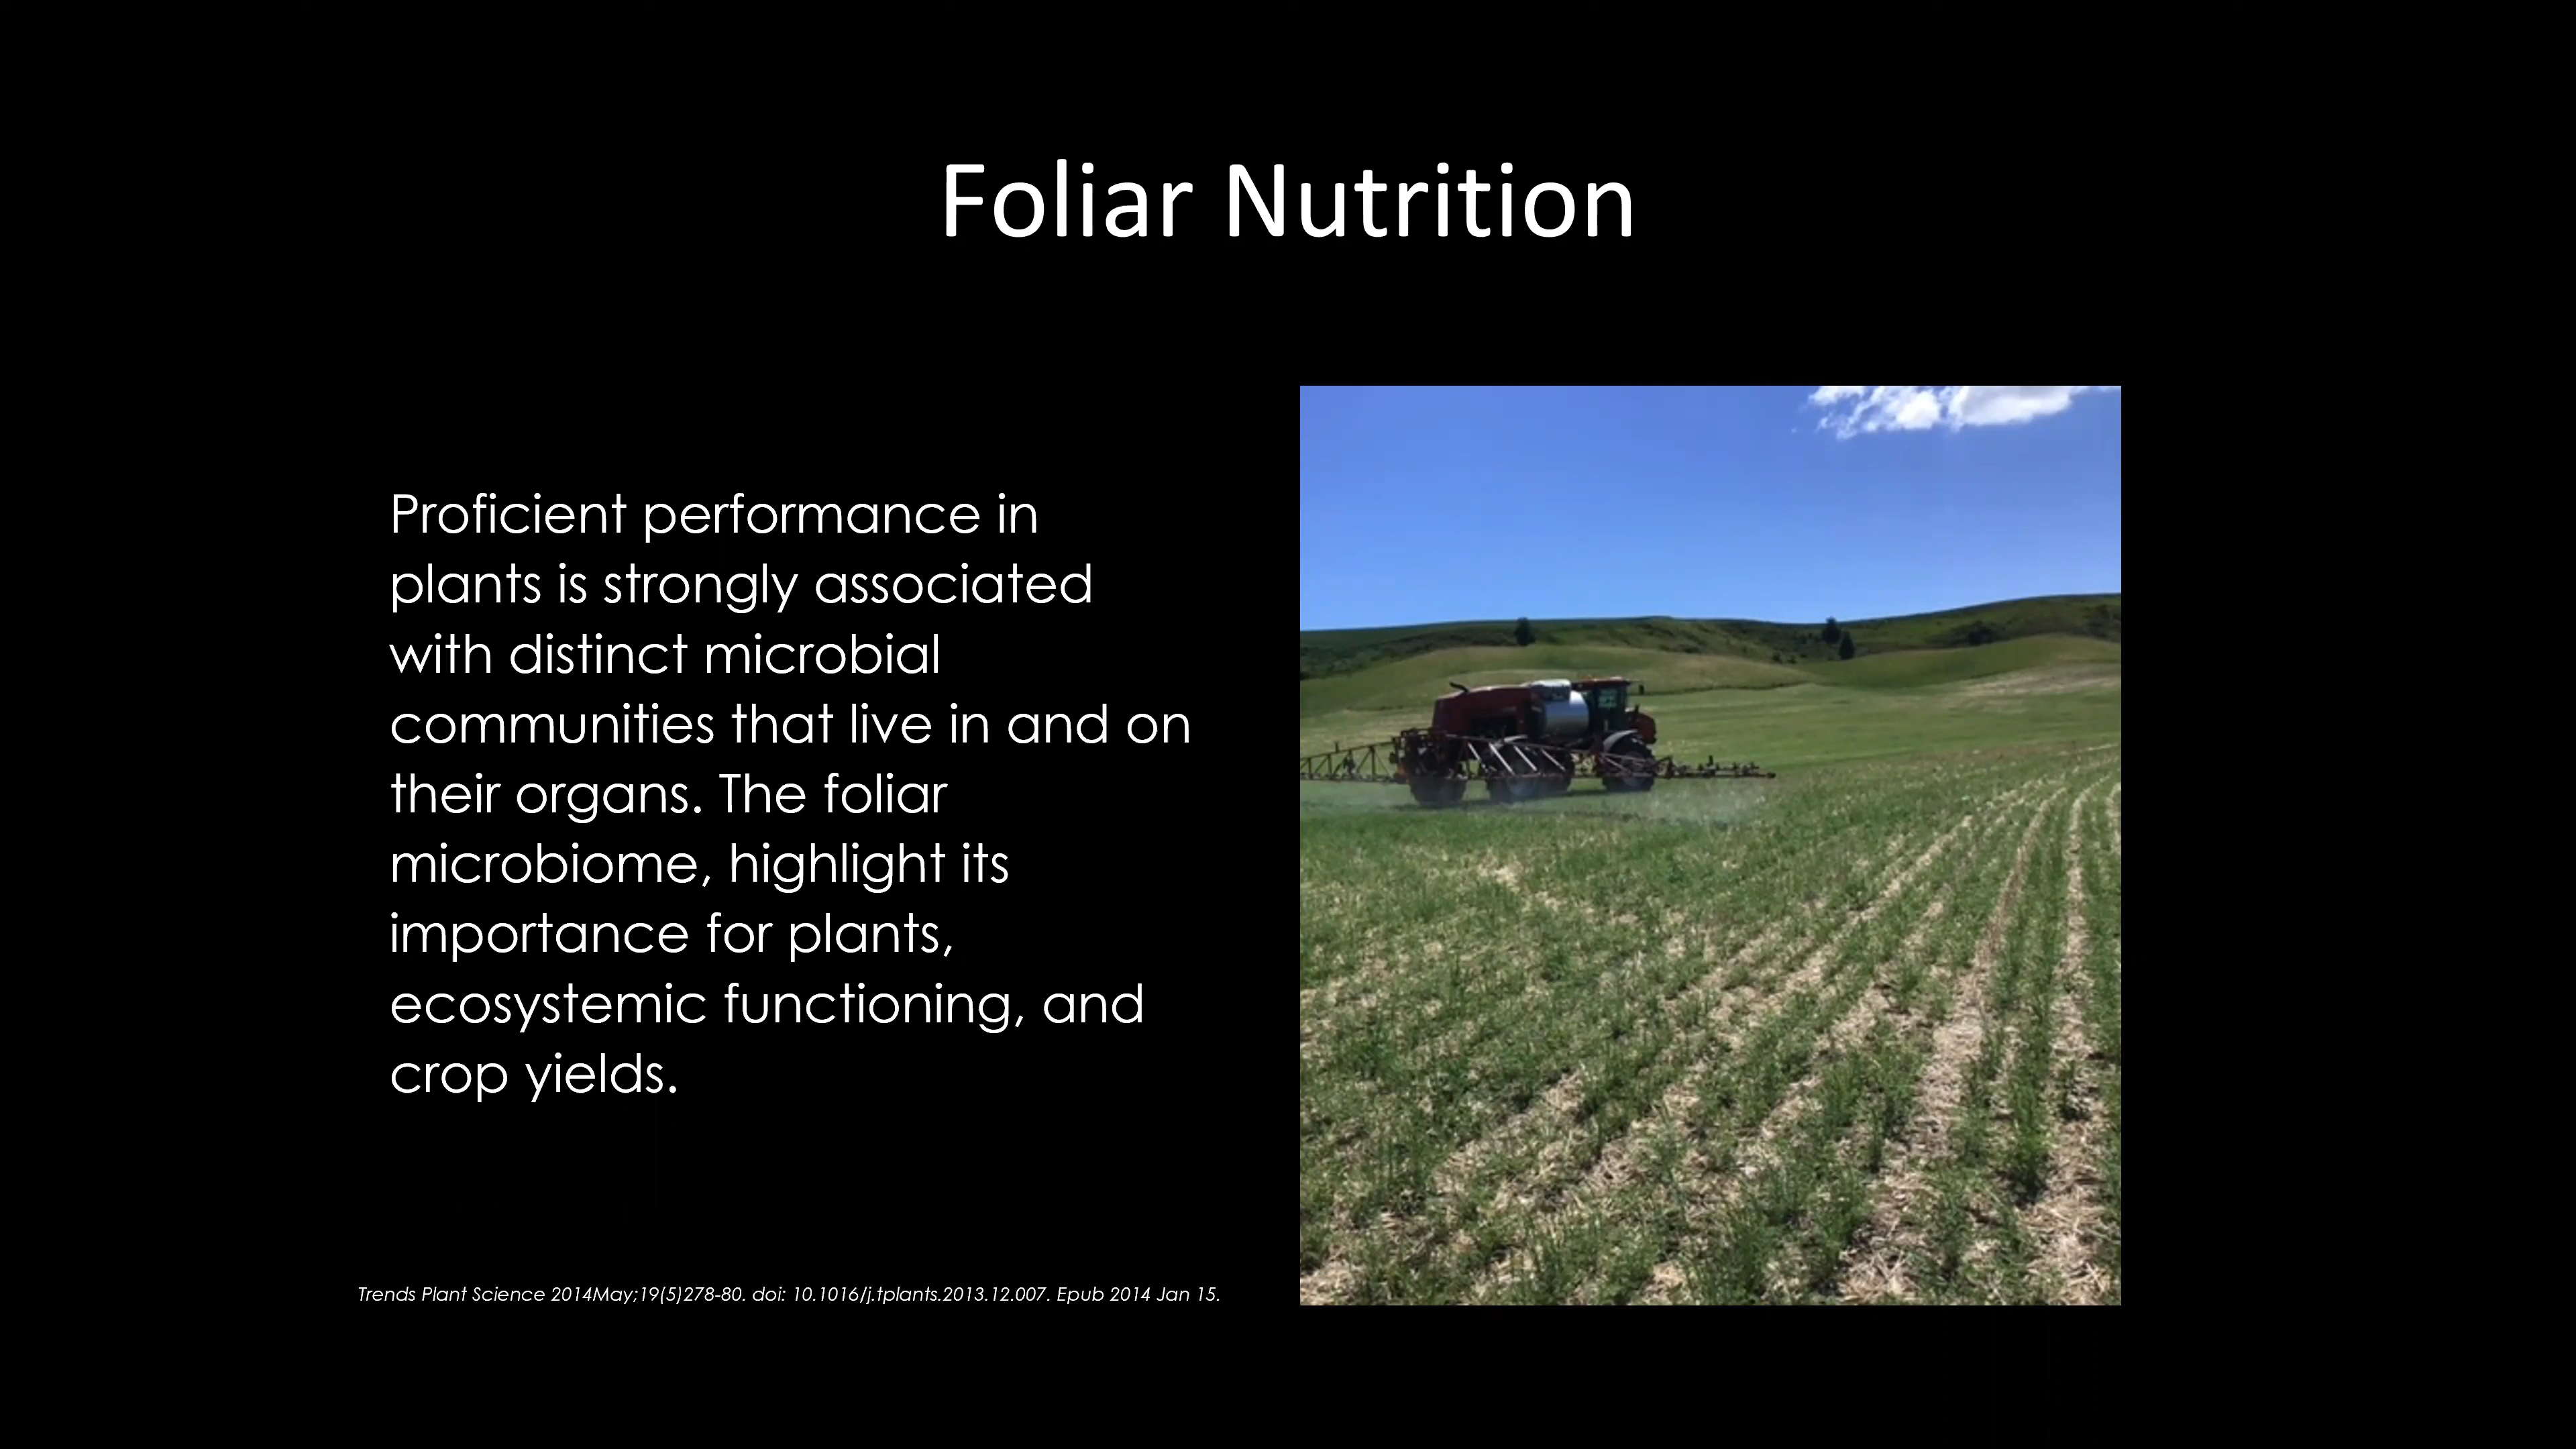 Foliar Nutrition
Proficient performance in
plants is strongly associated
with distinct microbial
communities that live in and on
their organs. The foliar
microbiome, highlight its
importance for plants,
ecosystemic functioning, and
crop yields.
Trends Plant Science 2014May;19(5)278-80. doi: 10.1016/j.tplants.2013.12.007. Epub 2014 Jan 15.